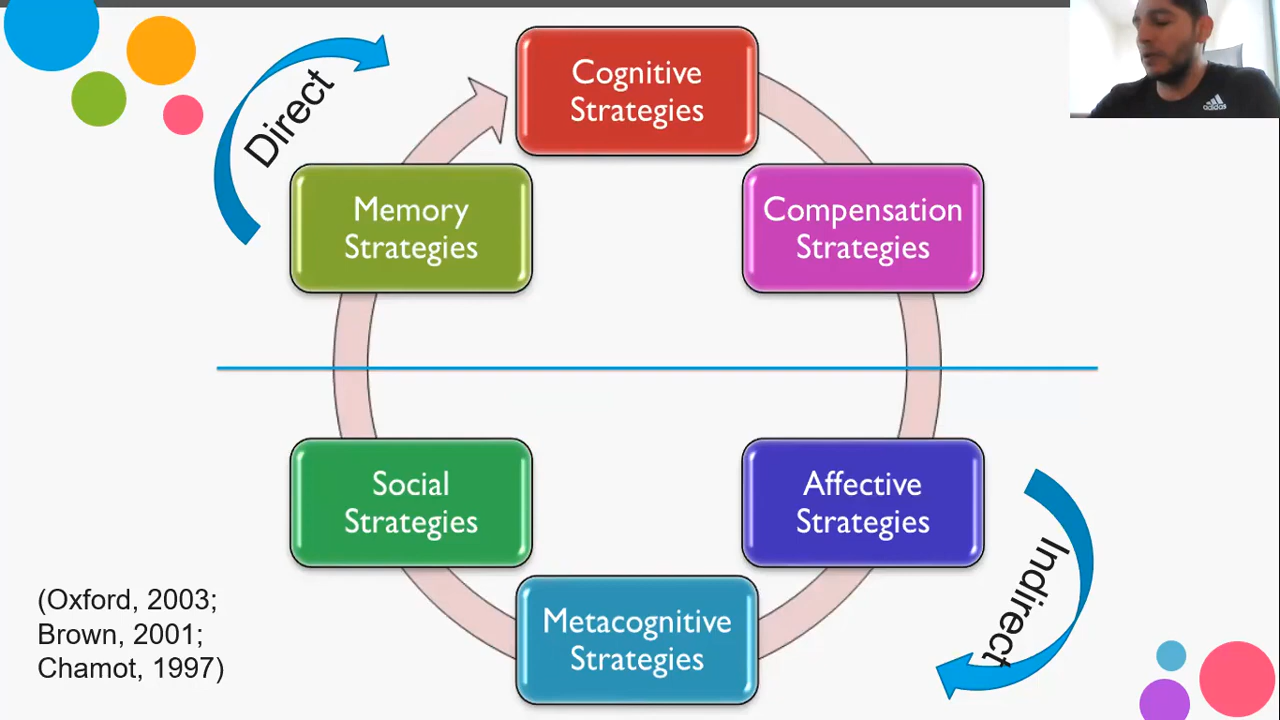 Direct
Cognitive
Strategies
Memory
Strategies
Compensation
Strategies
Social
Strategies
Affective
Strategies
Metacognitive
Strategies
Indirect
(Oxford, 2003;
Brown, 2001;
Chamot, 1997)
adidas